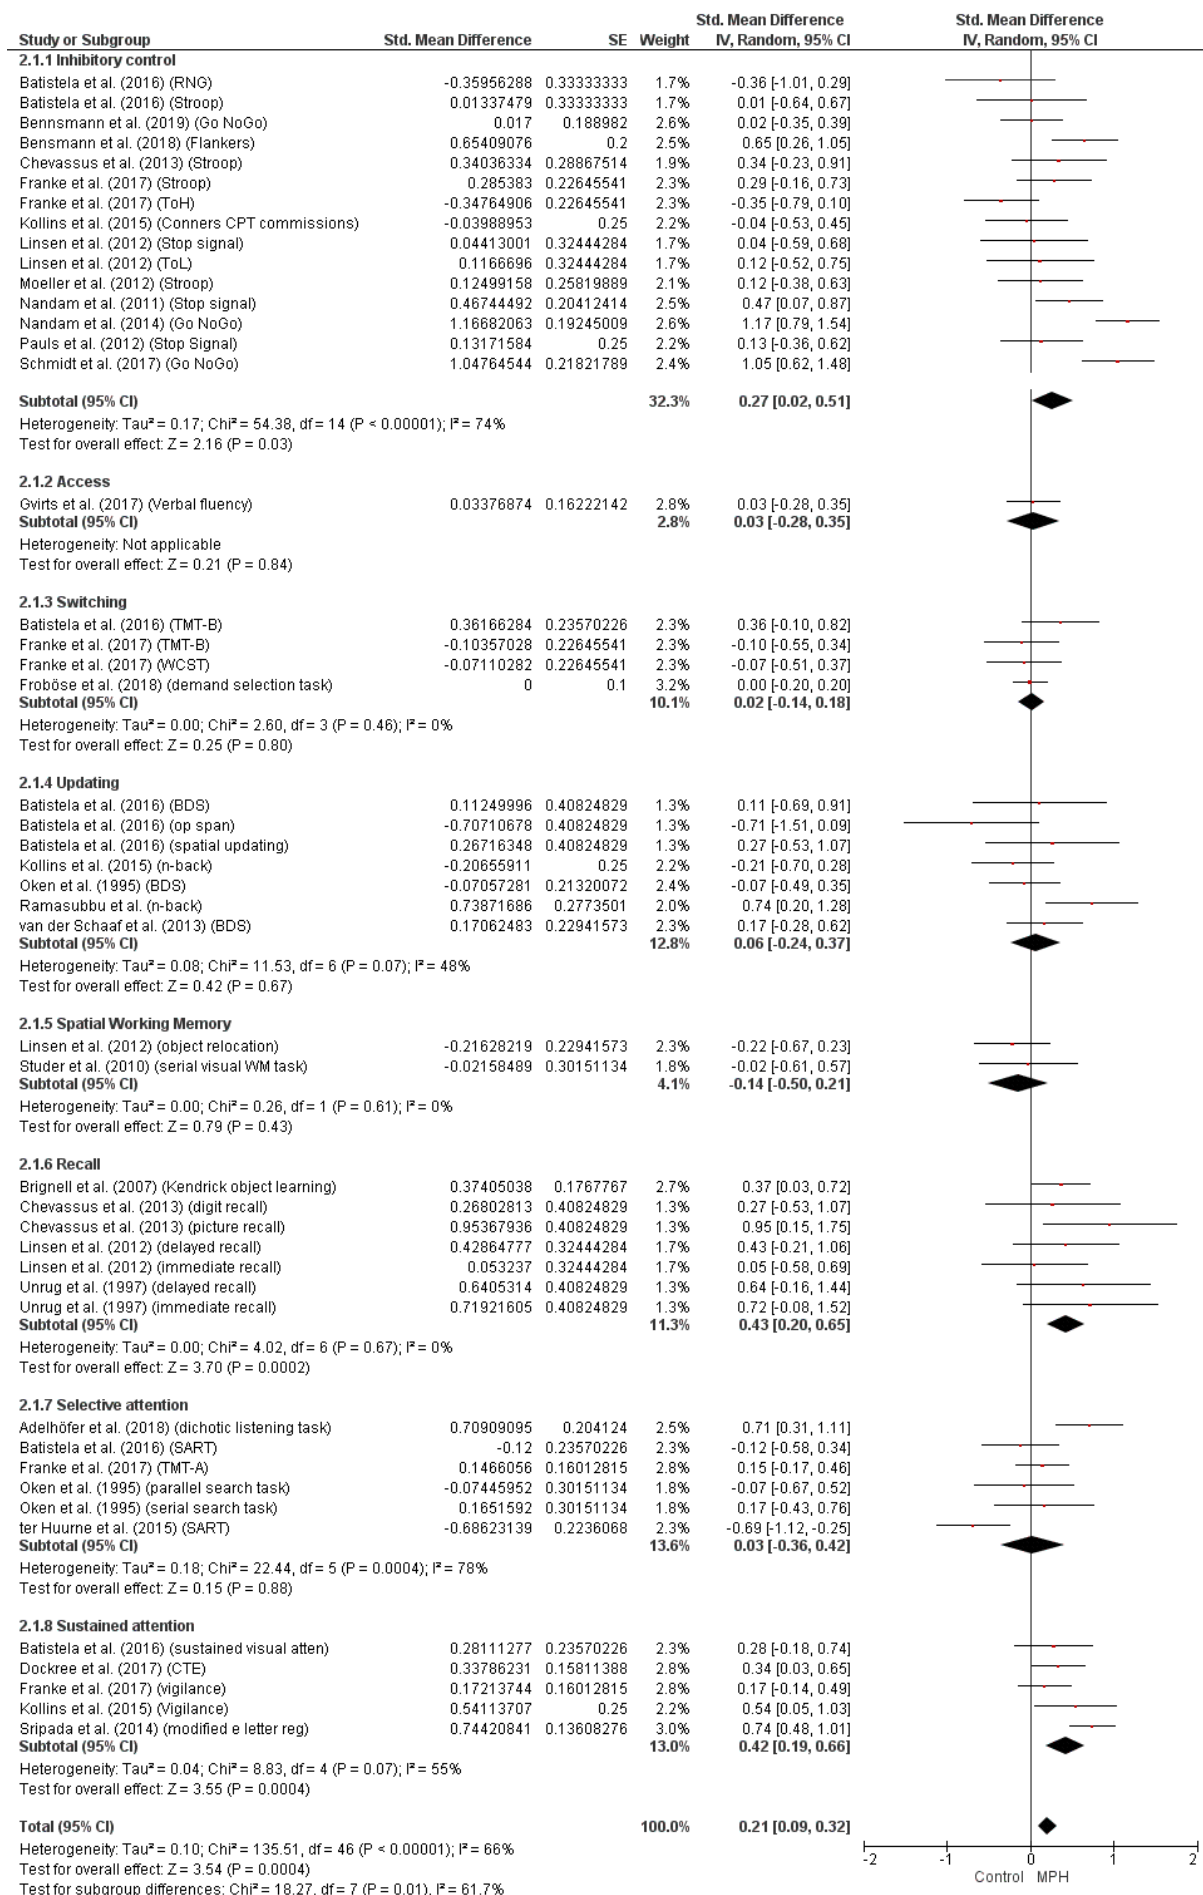 Std. Mean Difference Std. Mean Difference
Study or Subgroup Std. Mean Difference SE Weight IV, Random, 95% CI IV, Random, 95% CI
2.1.1 Inhibitory control
Batistela et al. (2016) (RNG) -0.35956288 0.33333333 1.7% -0.36 [-1.01, 0.29]
Batistela et al. (2016) (Stroop) 0.01337479 0.33333333 1.7% 0.01 [-0.64, 0.67]
Bennsmann et al. (2019) (Go NoGo) 0.017 0.188982 2.6% 0.02 [-0.35, 0.39]
Bensmann et al. (2018) (Flankers) 0.65409076 0.2 2.5% 0.65 [0.26, 1.05]
Chevassus et al. (2013) (Stroop) 0.34036334 0.28867514 1.9% 0.34 [-0.23, 0.91]
Franke et al. (2017) (Stroop) 0.285383 0.22645541 2.3% 0.29 [-0.16, 0.73]
Franke et al. (2017) (ToH) -0.34764906 0.22645541 2.3% -0.35 [-0.79, 0.10]
Kollins et al. (2015) (Conners CPT commissions) -0.03988953 0.25 2.2% -0.04 [-0.53, 0.45]
Linsen et al. (2012) (Stop signal) 0.04413001 0.32444284 1.7% 0.04 [-0.59, 0.68]
Linsen et al. (2012) (ToL) 0.1166696 0.32444284 1.7% 0.12 [-0.52, 0.75]
Moeller et al. (2012) (Stroop) 0.12499158 0.25819889 2.1% 0.12 [-0.38, 0.63]
Nandam et al. (2011) (Stop signal) 0.46744492 0.20412414 2.5% 0.47 [0.07, 0.87]
Nandam et al. (2014) (Go NoGo) 1.16682063 0.19245009 2.6% 1.17 [0.79, 1.54]
Pauls et al. (2012) (Stop Signal) 0.13171584 0.25 2.2% 0.13 [-0.36, 0.62]
Schmidt et al. (2017) (Go NoGo) 1.04764544 0.21821789 2.4% 1.05 [0.62, 1.48]
Subtotal (95% CI) 32.3% 0.27 [0.02, 0.51]
Heterogeneity: Tau² = 0.17; Chi² = 54.38, df = 14 (P < 0.00001); I² = 74%
Test for overall effect: Z = 2.16 (P = 0.03)
2.1.2 Access
Gvirts et al. (2017) (Verbal fluency) 0.03376874 0.16222142 2.8% 0.03 [-0.28, 0.35]
Subtotal (95% CI) 2.8% 0.03 [-0.28, 0.35]
Heterogeneity: Not applicable
Test for overall effect: Z = 0.21 (P = 0.84)
2.1.3 Switching
Batistela et al. (2016) (TMT-B) 0.36166284 0.23570226 2.3% 0.36 [-0.10, 0.82]
Franke et al. (2017) (TMT-B) -0.10357028 0.22645541 2.3% -0.10 [-0.55, 0.34]
Franke et al. (2017) (WCST) -0.07110282 0.22645541 2.3% -0.07 [-0.51, 0.37]
Froböse et al. (2018) (demand selection task) 0 0.1 3.2% 0.00 [-0.20, 0.20]
Subtotal (95% CI) 10.1% 0.02 [-0.14, 0.18]
Heterogeneity: Tau² = 0.00; Chi² = 2.60, df = 3 (P = 0.46); I² = 0%
Test for overall effect: Z = 0.25 (P = 0.80)
2.1.4 Updating
Batistela et al. (2016) (BDS) 0.11249996 0.40824829 1.3% 0.11 [-0.69, 0.91]
Batistela et al. (2016) (op span) -0.70710678 0.40824829 1.3% -0.71 [-1.51, 0.09]
Batistela et al. (2016) (spatial updating) 0.26716348 0.40824829 1.3% 0.27 [-0.53, 1.07]
Kollins et al. (2015) (n-back) -0.20655911 0.25 2.2% -0.21 [-0.70, 0.28]
Oken et al. (1995) (BDS) -0.07057281 0.21320072 2.4% -0.07 [-0.49, 0.35]
Ramasubbu et al. (n-back) 0.73871686 0.2773501 2.0% 0.74 [0.20, 1.28]
van der Schaaf et al. (2013) (BDS) 0.17062483 0.22941573 2.3% 0.17 [-0.28, 0.62]
Subtotal (95% CI) 12.8% 0.06 [-0.24, 0.37]
Heterogeneity: Tau² = 0.08; Chi² = 11.53, df = 6 (P = 0.07); I² = 48%
Test for overall effect: Z = 0.42 (P = 0.67)
2.1.5 Spatial Working Memory
Linsen et al. (2012) (object relocation) -0.21628219 0.22941573 2.3% -0.22 [-0.67, 0.23]
Studer et al. (2010) (serial visual WM task) -0.02158489 0.30151134 1.8% -0.02 [-0.61, 0.57]
Subtotal (95% CI) 4.1% -0.14 [-0.50, 0.21]
Heterogeneity: Tau² = 0.00; Chi² = 0.26, df = 1 (P = 0.61); I² = 0%
Test for overall effect: Z = 0.79 (P = 0.43)
2.1.6 Recall
Brignell et al. (2007) (Kendrick object learning) 0.37405038 0.1767767 2.7% 0.37 [0.03, 0.72]
Chevassus et al. (2013) (digit recall) 0.26802813 0.40824829 1.3% 0.27 [-0.53, 1.07]
Chevassus et al. (2013) (picture recall) 0.95367936 0.40824829 1.3% 0.95 [0.15, 1.75]
Linsen et al. (2012) (delayed recall) 0.42864777 0.32444284 1.7% 0.43 [-0.21, 1.06]
Linsen et al. (2012) (immediate recall) 0.053237 0.32444284 1.7% 0.05 [-0.58, 0.69]
Unrug et al. (1997) (delayed recall) 0.6405314 0.40824829 1.3% 0.64 [-0.16, 1.44]
Unrug et al. (1997) (immediate recall) 0.71921605 0.40824829 1.3% 0.72 [-0.08, 1.52]
Subtotal (95% CI) 11.3% 0.43 [0.20, 0.65]
Heterogeneity: Tau² = 0.00; Chi² = 4.02, df = 6 (P = 0.67); I² = 0%
Test for overall effect: Z = 3.70 (P = 0.0002)
2.1.7 Selective attention
Adelhöfer et al. (2018) (dichotic listening task) 0.70909095 0.204124 2.5% 0.71 [0.31, 1.11]
Batistela et al. (2016) (SART) -0.12 0.23570226 2.3% -0.12 [-0.58, 0.34]
Franke et al. (2017) (TMT-A) 0.1466056 0.16012815 2.8% 0.15 [-0.17, 0.46]
Oken et al. (1995) (parallel search task) -0.07445952 0.30151134 1.8% -0.07 [-0.67, 0.52]
Oken et al. (1995) (serial search task) 0.1651592 0.30151134 1.8% 0.17 [-0.43, 0.76]
ter Huurne et al. (2015) (SART) -0.68623139 0.2236068 2.3% -0.69 [-1.12, -0.25]
Subtotal (95% CI) 13.6% 0.03 [-0.36, 0.42]
Heterogeneity: Tau² = 0.18; Chi² = 22.44, df = 5 (P = 0.0004); I² = 78%
Test for overall effect: Z = 0.15 (P = 0.88)
2.1.8 Sustained attention
Batistela et al. (2016) (sustained visual atten) 0.28111277 0.23570226 2.3% 0.28 [-0.18, 0.74]
Dockree et al. (2017) (CTE) 0.33786231 0.15811388 2.8% 0.34 [0.03, 0.65]
Franke et al. (2017) (vigilance) 0.17213744 0.16012815 2.8% 0.17 [-0.14, 0.49]
Kollins et al. (2015) (Vigilance) 0.54113707 0.25 2.2% 0.54 [0.05, 1.03]
Sripada et al. (2014) (modified e letter reg) 0.74420841 0.13608276 3.0% 0.74 [0.48, 1.01]
Subtotal (95% CI) 13.0% 0.42 [0.19, 0.66]
Heterogeneity: Tau² = 0.04; Chi² = 8.83, df = 4 (P = 0.07); I² = 55%
Test for overall effect: Z = 3.55 (P = 0.0004)
Total (95% CI) 100.0% 0.21 [0.09, 0.32]
Heterogeneity: Tau² = 0.10; Chi² = 135.51, df = 46 (P < 0.00001); I² = 66%
Test for overall effect: Z = 3.54 (P = 0.0004)
Test for subgroup differences: Chi² = 18.27, df = 7 (P = 0.01), I² = 61.7%
-2 -1 0 1 2
Control MPH